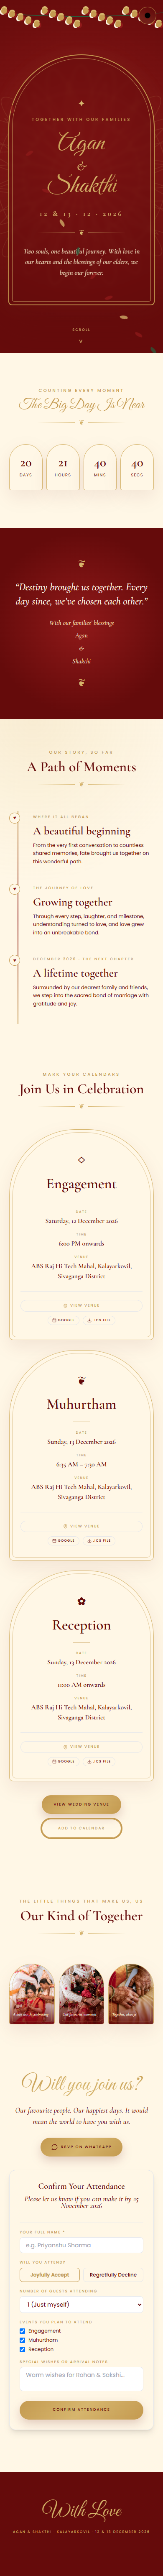 TOGETHER WITH OUR FAMILIES
Agan
&
Shakthi
12 & 13 · 12 · 2026
Two souls, one beautiful journey. With love in
our hearts and the blessings of our elders, we
begin our forever.
SCROLL
COUNTING EVERY MOMENT
The Big Day Is Near
20
DAYS
21
HOURS
40
MINS
40
SECS
“Destiny brought us together. Every
day since, we've chosen each other.”
With our families' blessings
Agan
&
Shakthi
OUR STORY, SO FAR
A Path of Moments
WHERE IT ALL BEGAN
A beautiful beginning
From the very first conversation to countless
shared memories, fate brought us together on
this wonderful path.
THE JOURNEY OF LOVE
Growing together
Through every step, laughter, and milestone,
understanding turned to love, and love grew
into an unbreakable bond.
DECEMBER 2026 · THE NEXT CHAPTER
A lifetime together
Surrounded by our dearest family and friends,
we step into the sacred bond of marriage with
gratitude and joy.
MARK YOUR CALENDARS
Join Us in Celebration
Engagement
DATE
Saturday, 12 December 2026
TIME
6:00 PM onwards
VENUE
ABS Raj Hi Tech Mahal, Kalayarkovil,
Sivaganga District
VIEW VENUE
GOOGLE
.ICS FILE
Muhurtham
DATE
Sunday, 13 December 2026
TIME
6:35 AM – 7:30 AM
VENUE
ABS Raj Hi Tech Mahal, Kalayarkovil,
Sivaganga District
VIEW VENUE
GOOGLE
.ICS FILE
Reception
DATE
Sunday, 13 December 2026
TIME
11:00 AM onwards
VENUE
ABS Raj Hi Tech Mahal, Kalayarkovil,
Sivaganga District
VIEW VENUE
GOOGLE
.ICS FILE
VIEW WEDDING VENUE
ADD TO CALENDAR
THE LITTLE THINGS THAT MAKE US, US
Our Kind of Together
Together, always.
Will you join us?
Our favourite people. Our happiest days. It would
mean the world to have you with us.
RSVP ON WHATSAPP
Confirm Your Attendance
Please let us know if you can make it by 25
November 2026.
YOUR FULL NAME *
e.g. Priyanshu Sharma
WILL YOU ATTEND?
Joyfully Accept
Regretfully Decline
NUMBER OF GUESTS ATTENDING
1 (Just myself)
EVENTS YOU PLAN TO ATTEND
Engagement
Muhurtham
Reception
SPECIAL WISHES OR ARRIVAL NOTES
Warm wishes for Rohan & Sakshi...
CONFIRM ATTENDANCE
With Love
AGAN & SHAKTHI · KALAYARKOVIL · 12 & 13 DECEMBER 2026